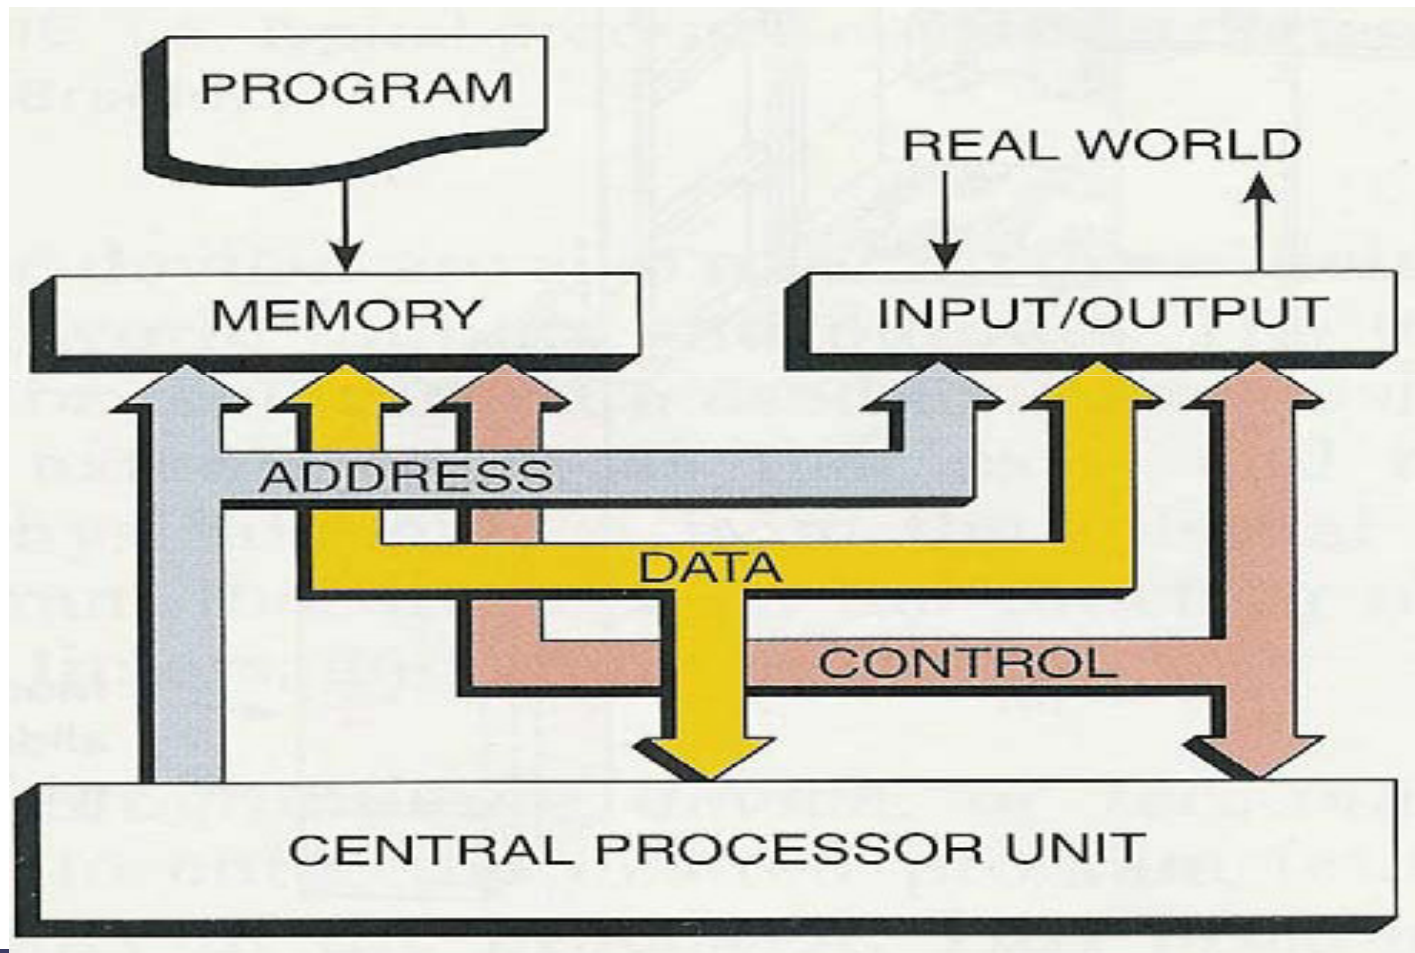 PROGRAM
REAL WORLD
MEMORY
INPUT/OUTPUT
ADDRESS
DATA
CONTROL
CENTRAL PROCESSOR UNIT